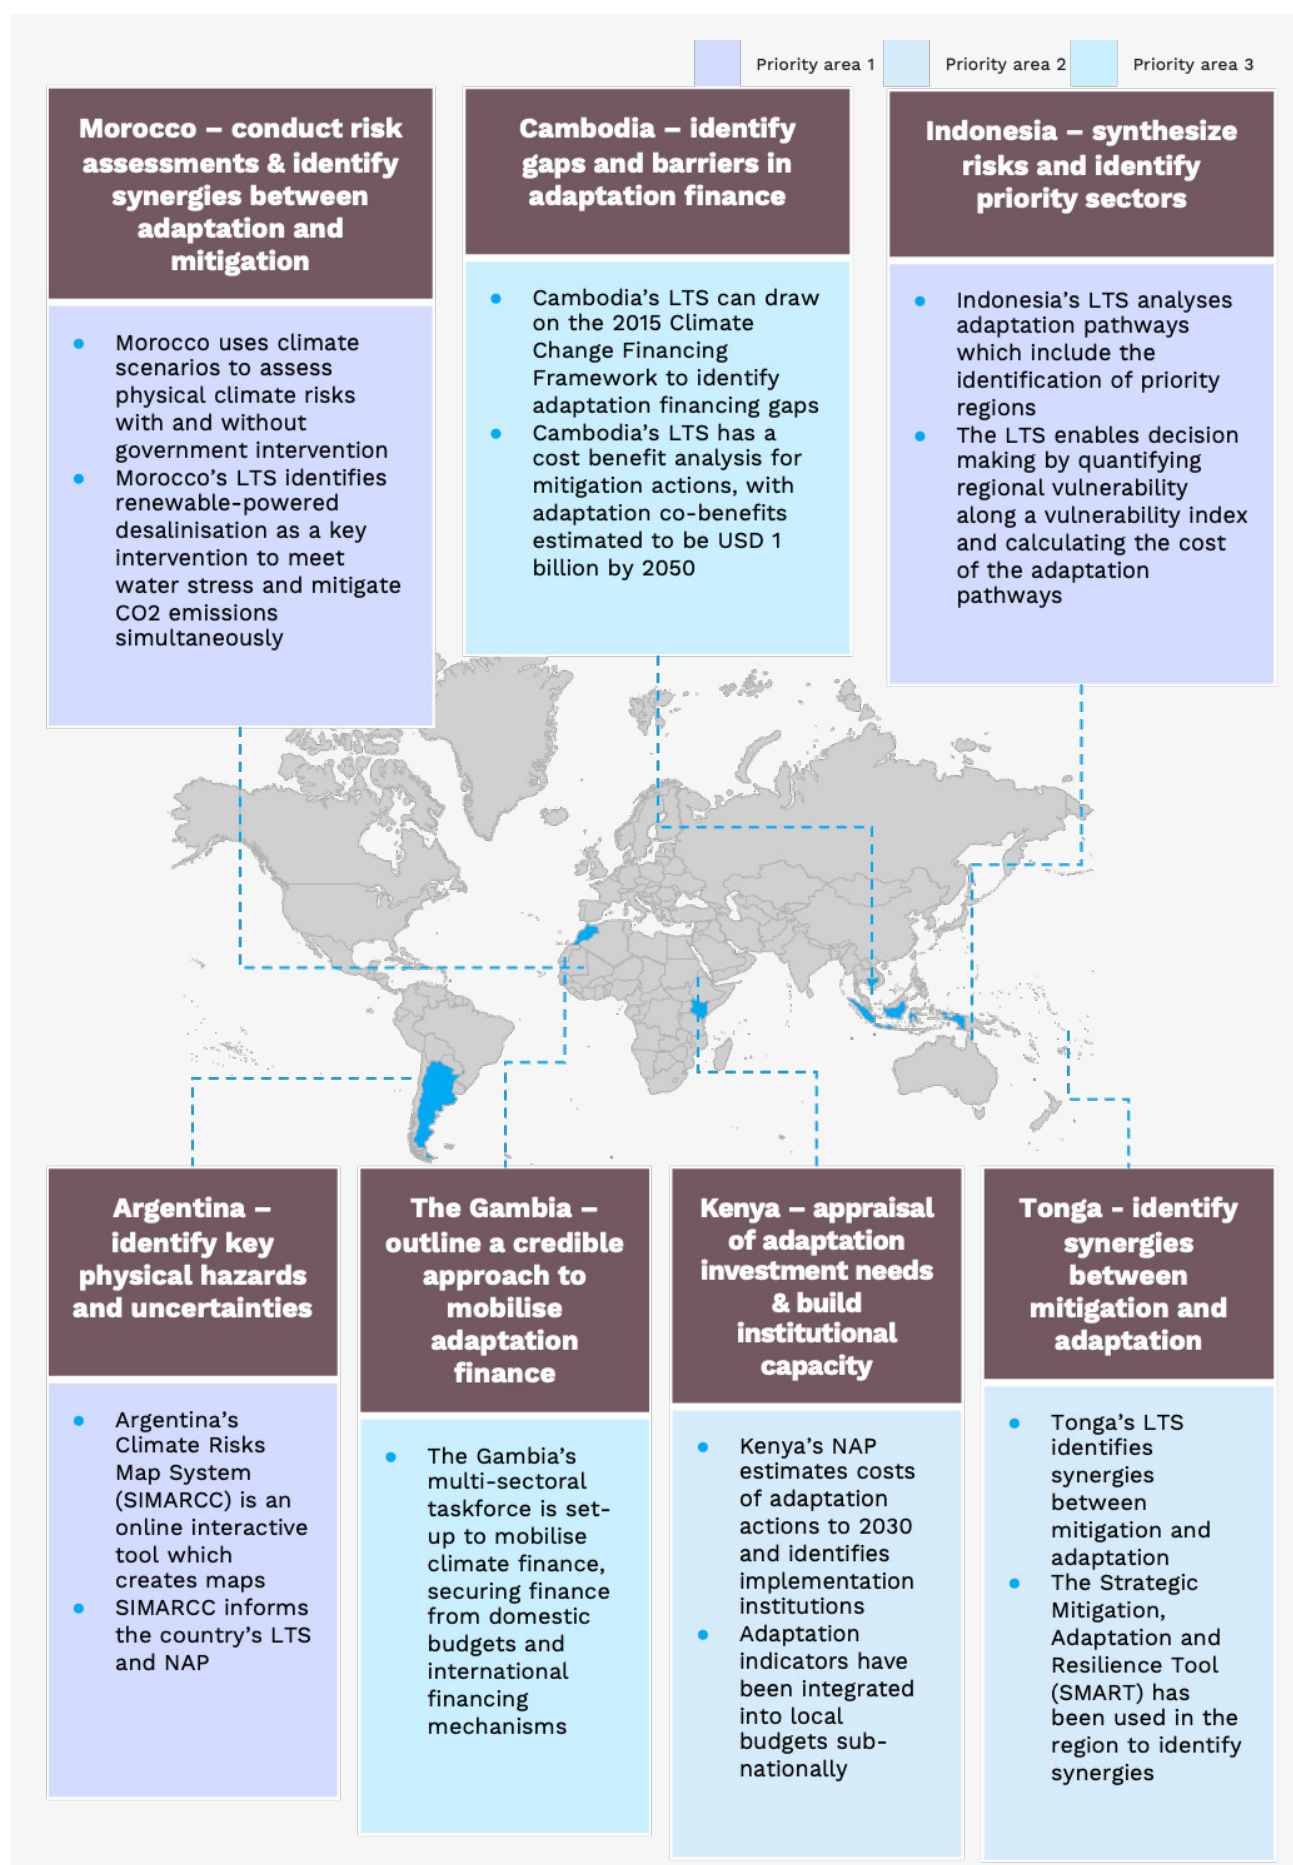 Priority area 1
Priority area 2
Priority area 3
Morocco – conduct risk
assessments & identify
synergies between
adaptation and
mitigation
Morocco uses climate
scenarios to assess
physical climate risks
with and without
government intervention
Morocco's LTS identifies
renewable-powered
desalinisation as a key
intervention to meet
water stress and mitigate
CO2 emissions
simultaneously
Cambodia – identify
gaps and barriers in
adaptation finance
Cambodia's LTS can draw
on the 2015 Climate
Change Financing
Framework to identify
adaptation financing gaps
Cambodia's LTS has a
cost benefit analysis for
mitigation actions, with
adaptation co-benefits
estimated to be USD 1
billion by 2050
Indonesia – synthesize
risks and identify
priority sectors
Indonesia's LTS analyses
adaptation pathways
which include the
identification of priority
regions
The LTS enables decision
making by quantifying
regional vulnerability
along a vulnerability index
and calculating the cost
of the adaptation
pathways
Argentina –
identify key
physical hazards
and uncertainties
Argentina's
Climate Risks
Map System
(SIMARCC) is an
online interactive
tool which
creates maps
SIMARCC informs
the country's LTS
and NAP
The Gambia –
outline a credible
approach to
mobilise
adaptation
finance
The Gambia's
multi-sectoral
taskforce is set-
up to mobilise
climate finance,
securing finance
from domestic
budgets and
international
financing
mechanisms
Kenya – appraisal
of adaptation
investment needs
& build
institutional
capacity
Kenya's NAP
estimates costs
of adaptation
actions to 2030
and identifies
implementation
institutions
Adaptation
indicators have
been integrated
into local
budgets sub-
nationally
Tonga - identify
synergies
between
mitigation and
adaptation
Tonga's LTS
identifies
synergies
between
mitigation and
adaptation
The Strategic
Mitigation,
Adaptation and
Resilience Tool
(SMART) has
been used in the
region to identify
synergies